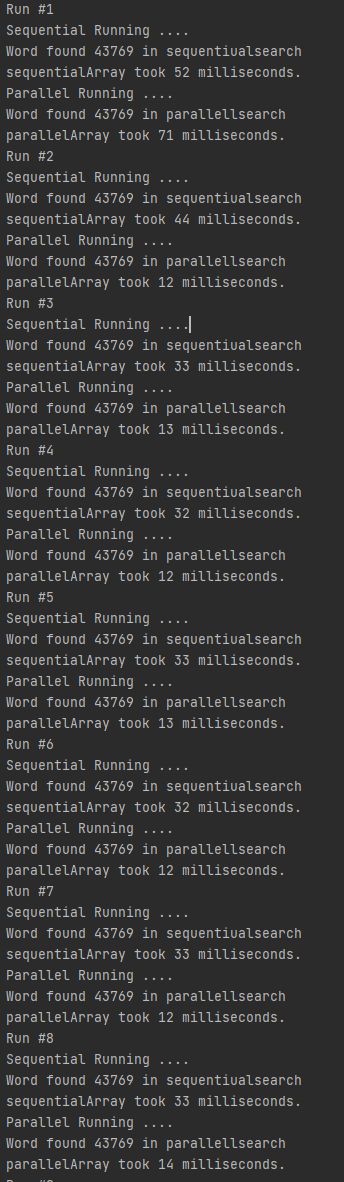 Run #1
Sequential Running ....
Word found 43769 in sequentiualsearch
sequentialArray took 52 milliseconds.
Parallel Running ....
Word found 43769 in parallellsearch
parallelArray took 71 milliseconds.
Run #2
Sequential Running ....
Word found 43769 in sequentiualsearch
sequentialArray took 44 milliseconds.
Parallel Running ....
Word found 43769 in parallellsearch
parallelArray took 12 milliseconds.
Run #3
Sequential Running ....
Word found 43769 in sequentiualsearch
sequentialArray took 33 milliseconds.
Parallel Running ....
Word found 43769 in parallellsearch
parallelArray took 13 milliseconds.
Run #4
Sequential Running ....
Word found 43769 in sequentiualsearch
sequentialArray took 32 milliseconds.
Parallel Running ....
Word found 43769 in parallellsearch
parallelArray took 12 milliseconds.
Run #5
Sequential Running ....
Word found 43769 in sequentiualsearch
sequentialArray took 33 milliseconds.
Parallel Running ....
Word found 43769 in parallellsearch
parallelArray took 13 milliseconds.
Run #6
Sequential Running ....
Word found 43769 in sequentiualsearch
sequentialArray took 32 milliseconds.
Parallel Running ....
Word found 43769 in parallellsearch
parallelArray took 12 milliseconds.
Run #7
Sequential Running ....
Word found 43769 in sequentiualsearch
sequentialArray took 33 milliseconds.
Parallel Running ....
Word found 43769 in parallellsearch
parallelArray took 12 milliseconds.
Run #8
Sequential Running ....
Word found 43769 in sequentiualsearch
sequentialArray took 33 milliseconds.
Parallel Running ....
Word found 43769 in parallellsearch
parallelArray took 14 milliseconds.